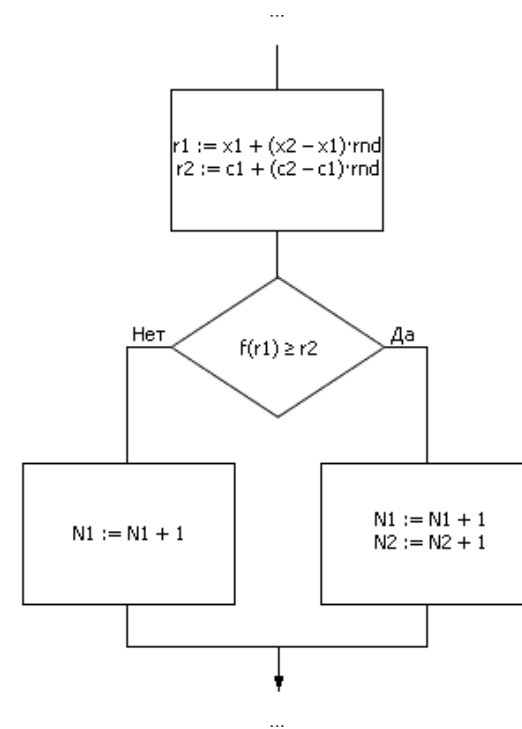 ...
r1 := x1 + (x2 – x1)·rnd
r2 := c1 + (c2 – c1)·rnd
Нет
Да
f(r1) ≥ r2
N1 := N1 + 1
N1 := N1 + 1
N2 := N2 + 1
...